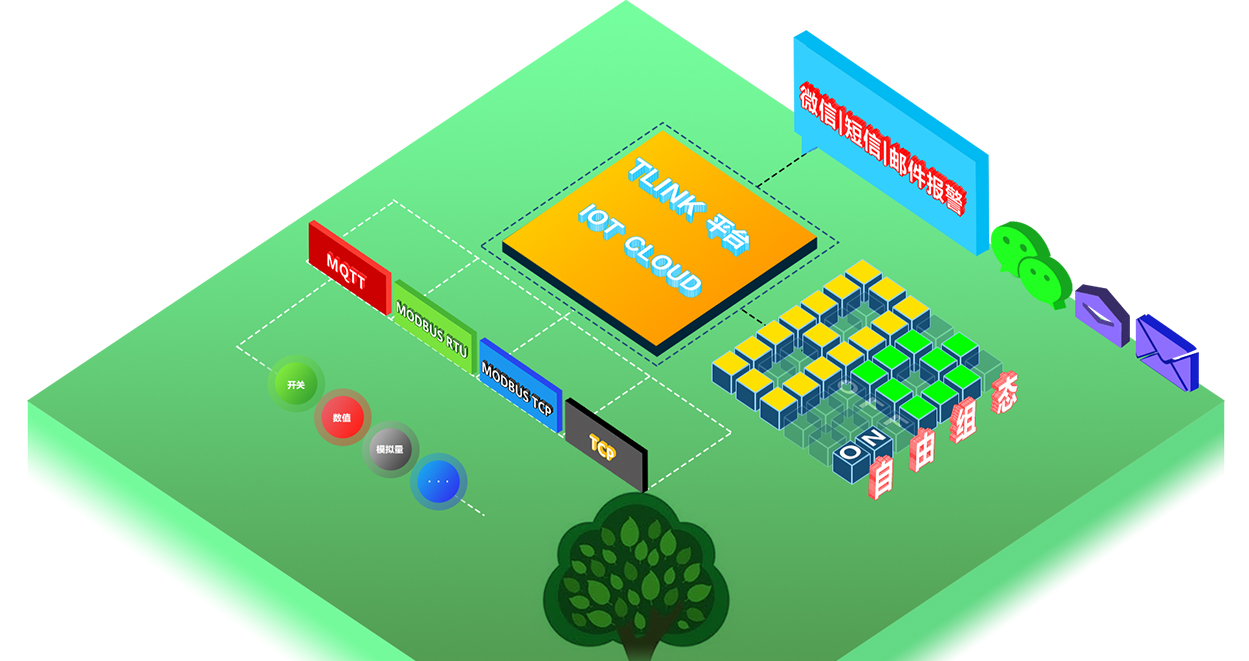 微信|短信|邮件报警
TLINK 平台
IOT CLOUD
MQTT
MODBUS RTU
MODBUS TCP
TCP
开关
数值
模拟量
...
ON
自由组态